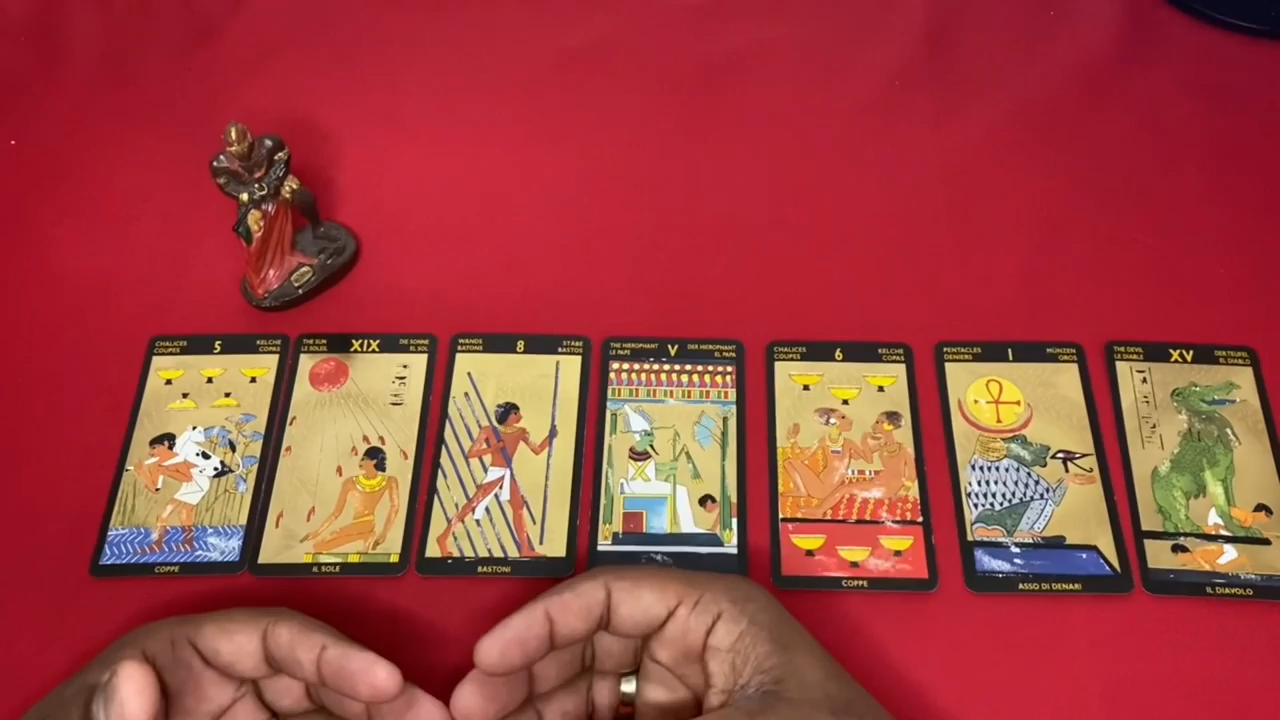 CHALICES
COUPES
5
KELCHE
COPAS
COPPE
THE SUN
LE SOLEIL
XIX
DIE SONNE
EL SOL
IL SOLE
WANDS
BATONS
8
STÄBE
BASTOS
BASTONI
THE HIEROPHANT
LE PAPE
V
DER HIEROPHANT
EL PAPA
CHALICES
COUPES
6
KELCHE
COPAS
COPPE
PENTACLES
DENIERS
I
MÜNZEN
OROS
ASSO DI DENARI
THE DEVIL
LE DIABLE
XV
DER TEUFEL
EL DIABLO
IL DIAVOLO